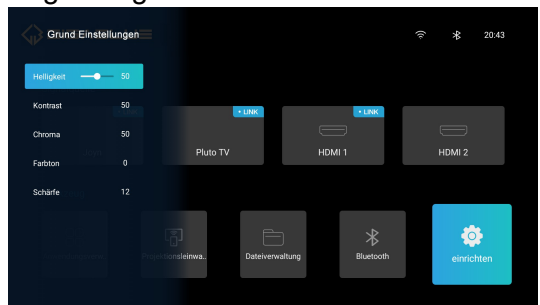 Grund Einstellungen
20:43
Helligkeit 50
Kontrast 50
Chroma 50
Farbton 0
Schärfe 12
+ LINK
+ LINK
Pluto TV
HDMI 1
HDMI 2
Dateiverwaltung
Bluetooth
einrichten